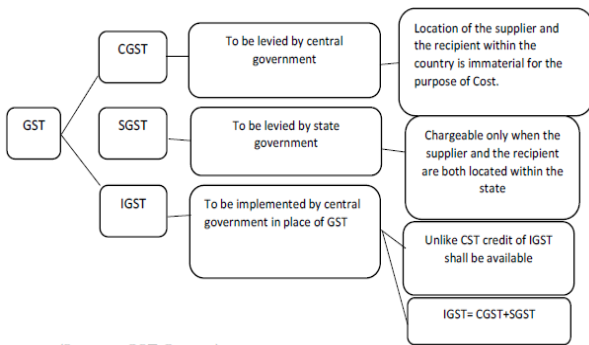 GST
CGST
To be levied by central
government
Location of the supplier and
the recipient within the
country is immaterial for the
purpose of Cost.
SGST
To be levied by state
government
Chargeable only when the
supplier and the recipient
are both located within the
state
IGST
To be implemented by central
government in place of GST
Unlike CST credit of IGST
shall be available
IGST= CGST+SGST